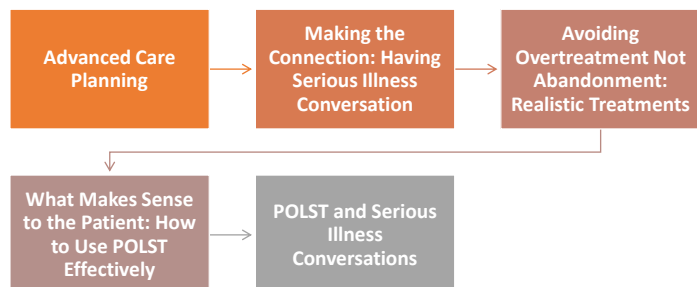 Advanced Care
Planning
Making the
Connection: Having
Serious Illness
Conversation
Avoiding
Overtreatment Not
Abandonment:
Realistic Treatments
What Makes Sense
to the Patient: How
to Use POLST
Effectively
POLST and Serious
Illness
Conversations